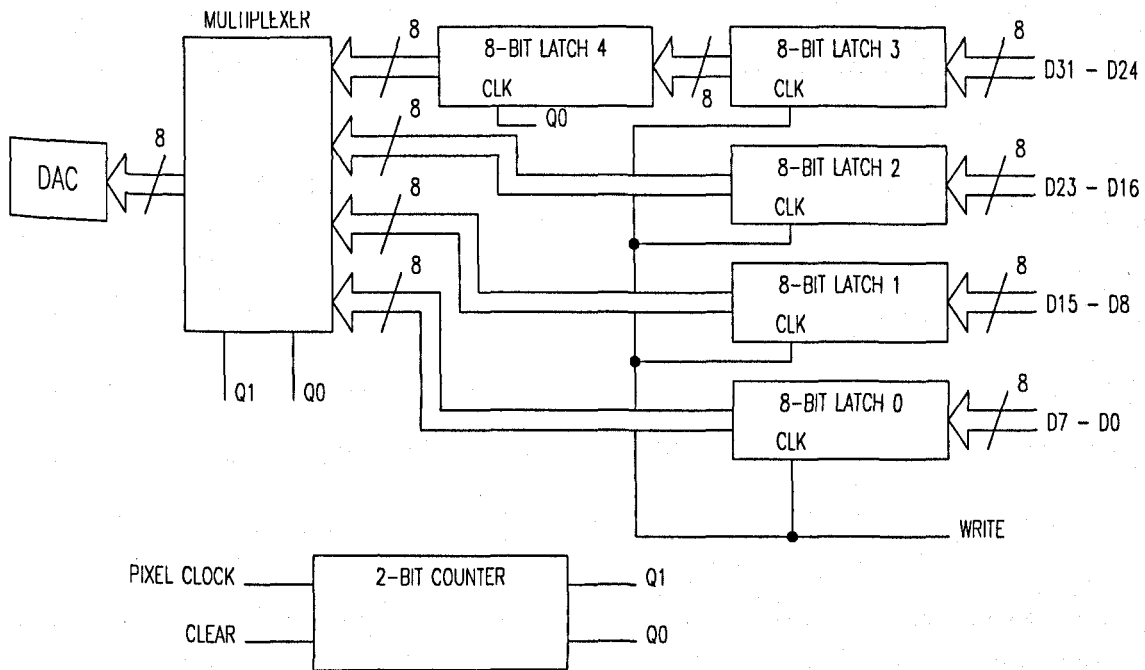 MULTIPLEXER
8
8-BIT LATCH 4
CLK
Q0
8
8-BIT LATCH 3
CLK
8
D31 - D24
8
DAC
8
8-BIT LATCH 2
CLK
8
D23 - D16
8
8-BIT LATCH 1
CLK
8
D15 - D8
8
8-BIT LATCH 0
CLK
8
D7 - D0
Q1
Q0
WRITE
PIXEL CLOCK
2-BIT COUNTER
Q1
CLEAR
Q0